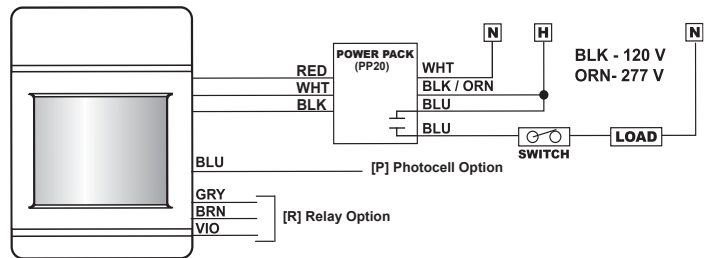 N
H
N
POWER PACK
(PP20)
BLK - 120 V
ORN- 277 V
RED
WHT
WHT
BLK / ORN
BLK
BLU
BLU
SWITCH
LOAD
BLU
[P] Photocell Option
GRY
BRN
[R] Relay Option
VIO